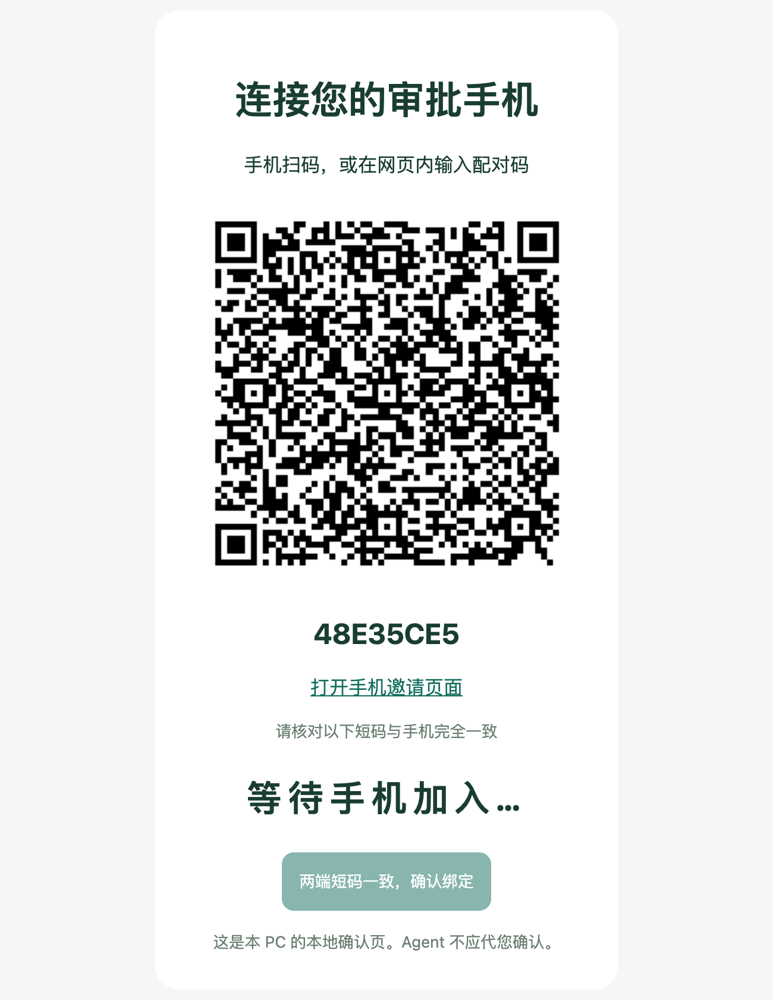 连接您的审批手机
手机扫码，或在网页内输入配对码
48E35CE5
打开手机邀请页面
请核对以下短码与手机完全一致
等待手机加入…
两端短码一致，确认绑定
这是本 PC 的本地确认页。Agent 不应代您确认。